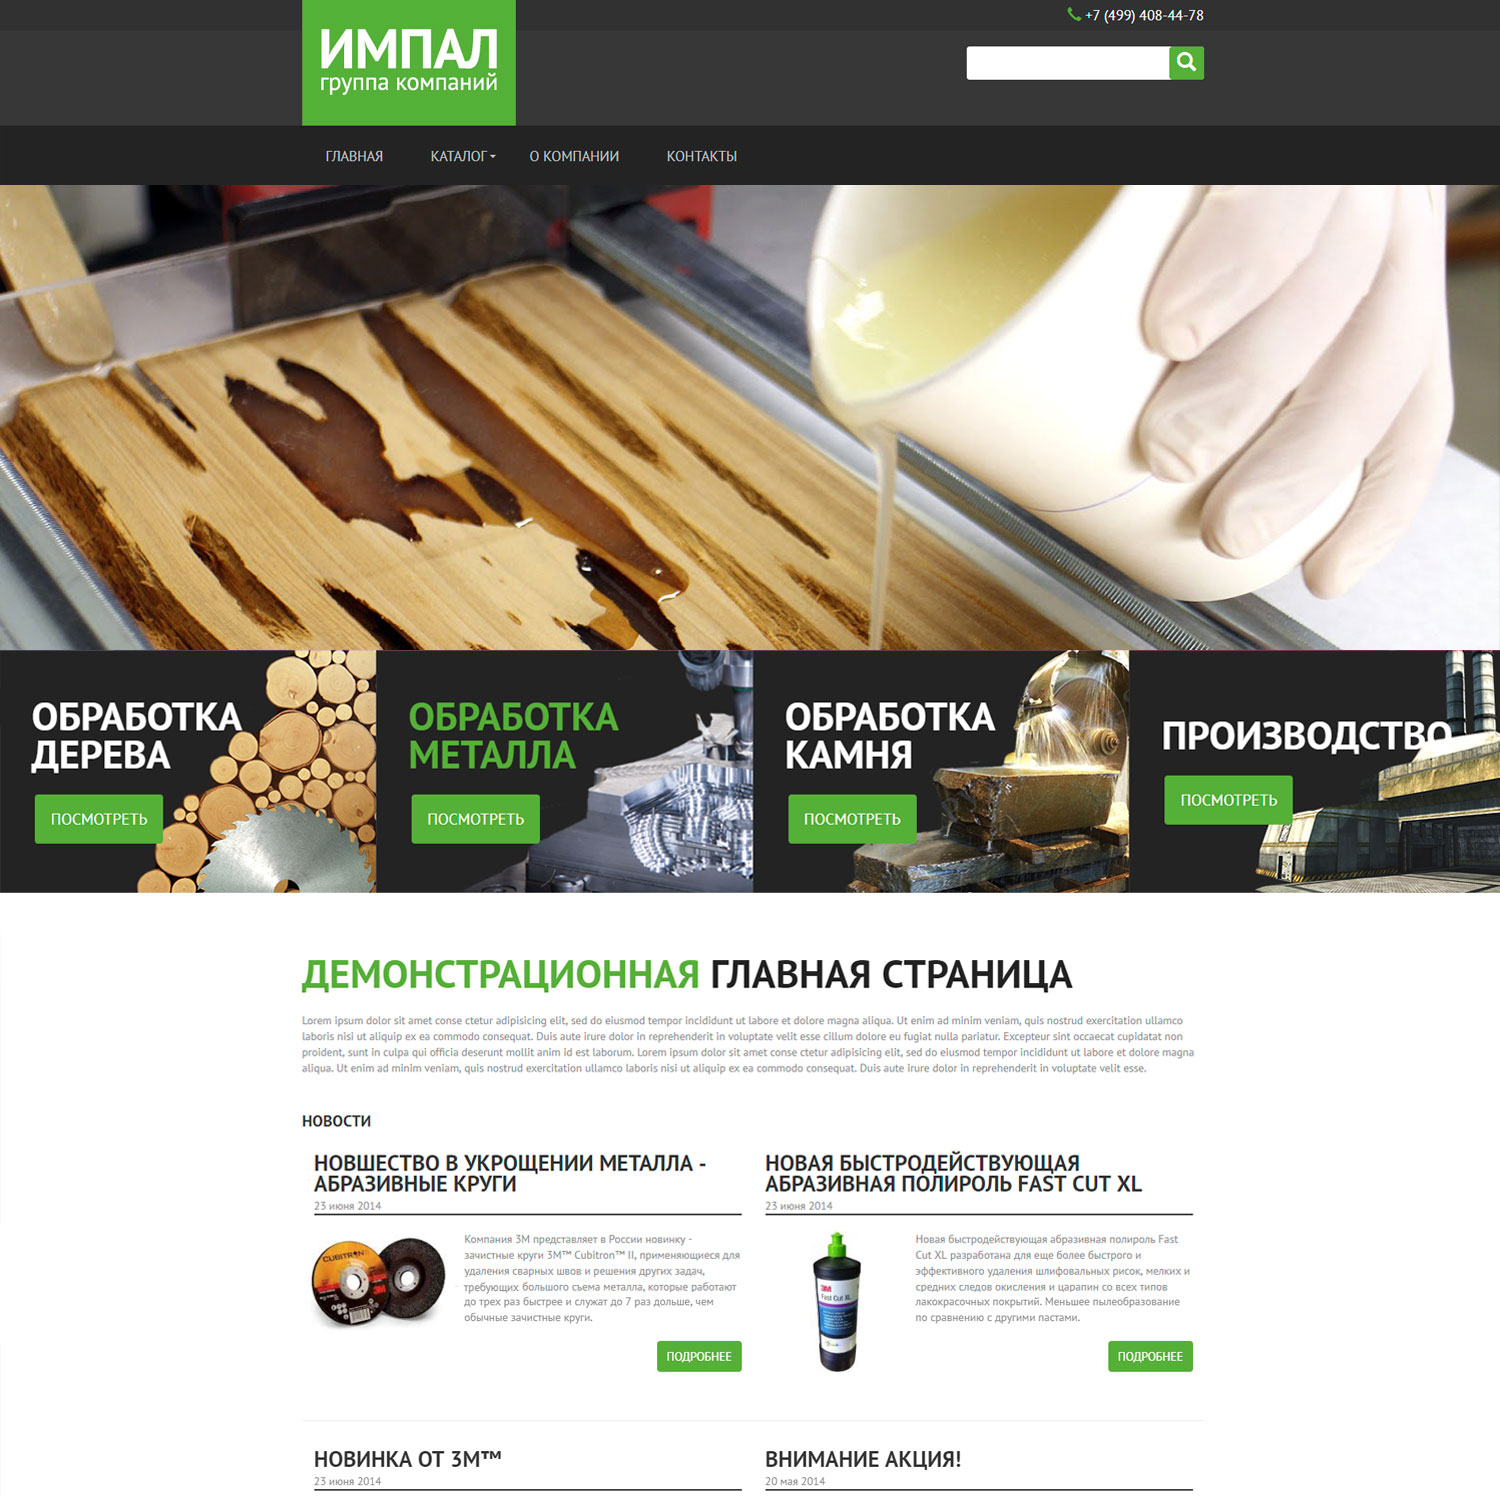 +7 (499) 408-44-78
ИМПАЛ
группа компаний
ГЛАВНАЯ КАТАЛОГ О КОМПАНИИ КОНТАКТЫ
ОБРАБОТКА
ДЕРЕВА
ПОСМОТРЕТЬ
ОБРАБОТКА
МЕТАЛЛА
ПОСМОТРЕТЬ
ОБРАБОТКА
КАМНЯ
ПОСМОТРЕТЬ
ПРОИЗВОДСТВО
ПОСМОТРЕТЬ
ДЕМОНСТРАЦИОННАЯ ГЛАВНАЯ СТРАНИЦА
Lorem ipsum dolor sit amet conse ctetur adipisicing elit, sed do eiusmod tempor incididunt ut labore et dolore magna aliqua. Ut enim ad minim veniam, quis nostrud exercitation ullamco
laboris nisi ut aliquip ex ea commodo consequat. Duis aute irure dolor in reprehenderit in voluptate velit esse cillum dolore eu fugiat nulla pariatur. Excepteur sint occaecat cupidatat non
proident, sunt in culpa qui officia deserunt mollit anim id est laborum. Lorem ipsum dolor sit amet conse ctetur adipisicing elit, sed do eiusmod tempor incididunt ut labore et dolore magna
aliqua. Ut enim ad minim veniam, quis nostrud exercitation ullamco laboris nisi ut aliquip ex ea commodo consequat. Duis aute irure dolor in reprehenderit in voluptate velit esse.
НОВОСТИ
НОВШЕСТВО В УКРОЩЕНИИ МЕТАЛЛА -
АБРАЗИВНЫЕ КРУГИ
23 июня 2014
CUBITRON II
3M
Компания 3М представляет в России новинку -
зачистные круги 3M™ Cubitron™ II, применяющиеся для
удаления сварных швов и решения других задач,
требующих большого съема металла, которые работают
до трех раз быстрее и служат до 7 раз дольше, чем
обычные зачистные круги.
ПОДРОБНЕЕ
НОВАЯ БЫСТРОДЕЙСТВУЮЩАЯ
АБРАЗИВНАЯ ПОЛИРОЛЬ FAST CUT XL
23 июня 2014
3M
Fast Cut XL
Новая быстродействующая абразивная полироль Fast
Cut XL разработана для еще более быстрого и
эффективного удаления шлифовальных рисок, мелких и
средних следов окисления и царапин со всех типов
лакокрасочных покрытий. Меньшее пылеобразование
по сравнению с другими пастами.
ПОДРОБНЕЕ
НОВИНКА ОТ 3M™
23 июня 2014
ВНИМАНИЕ АКЦИЯ!
20 мая 2014